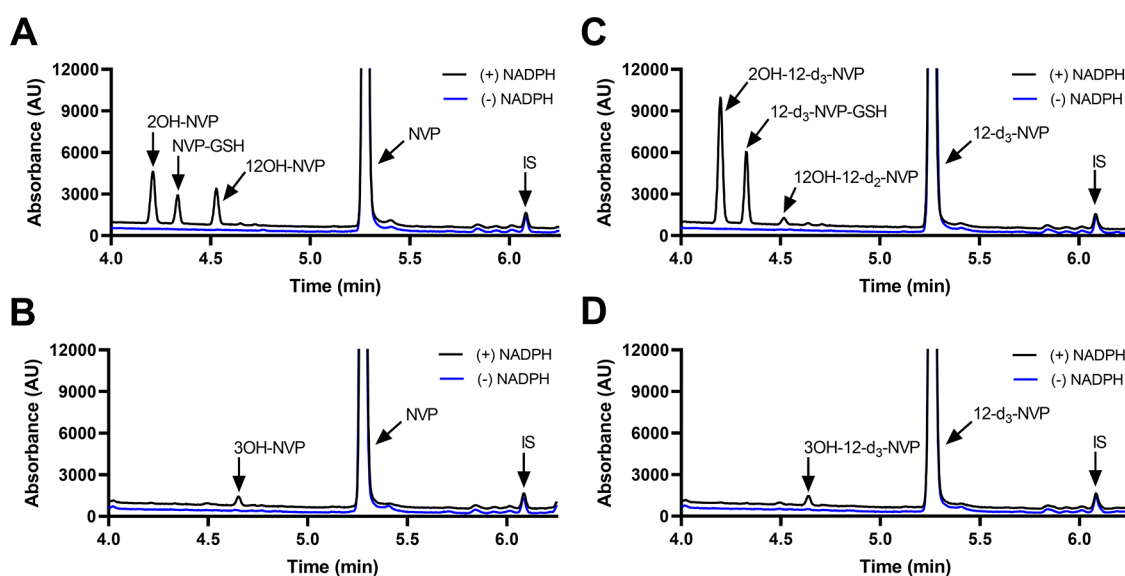 A
12000
9000
6000
3000
0
Absorbance (AU)
(+) NADPH
(-) NADPH
2OH-NVP
NVP-GSH
12OH-NVP
NVP
IS
4.0 4.5 5.0 5.5 6.0
Time (min)
C
12000
9000
6000
3000
0
Absorbance (AU)
(+) NADPH
(-) NADPH
2OH-12-d₃-NVP
12-d₃-NVP-GSH
12-d₃-NVP
12OH-12-d₂-NVP
IS
4.0 4.5 5.0 5.5 6.0
Time (min)
B
12000
9000
6000
3000
0
Absorbance (AU)
(+) NADPH
(-) NADPH
NVP
3OH-NVP
IS
4.0 4.5 5.0 5.5 6.0
Time (min)
D
12000
9000
6000
3000
0
Absorbance (AU)
(+) NADPH
(-) NADPH
12-d₃-NVP
3OH-12-d₃-NVP
IS
4.0 4.5 5.0 5.5 6.0
Time (min)